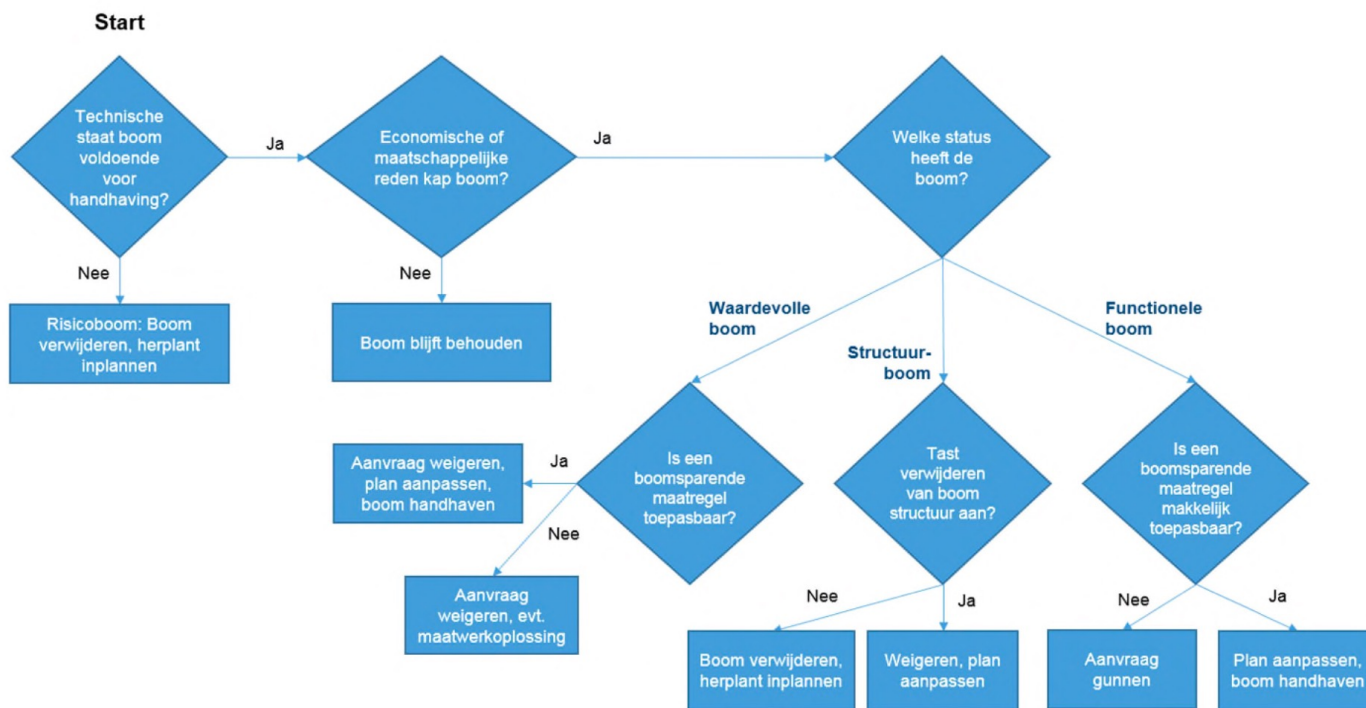 Start
Technische
staat boom
voldoende
voor
handhaving?
Ja
Economische of
maatschappelijke
reden kap boom?
Ja
Welke status
heeft de
boom?
Nee
Risicoboom: Boom
verwijderen, herplant
inplannen
Nee
Boom blijft behouden
Waardevolle
boom
Structuur-
boom
Functionele
boom
Is een
boomsparende
maatregel
toepasbaar?
Ja
Aanvraag weigeren,
plan aanpassen,
boom handhaven
Nee
Aanvraag
weigeren, evt.
maatwerkoplossing
Tast
verwijderen
van boom
structuur aan?
Nee
Boom verwijderen,
herplant inplannen
Ja
Weigeren, plan
aanpassen
Is een
boomsparende
maatregel
makkelijk
toepasbaar?
Nee
Aanvraag
gunnen
Ja
Plan aanpassen,
boom handhaven